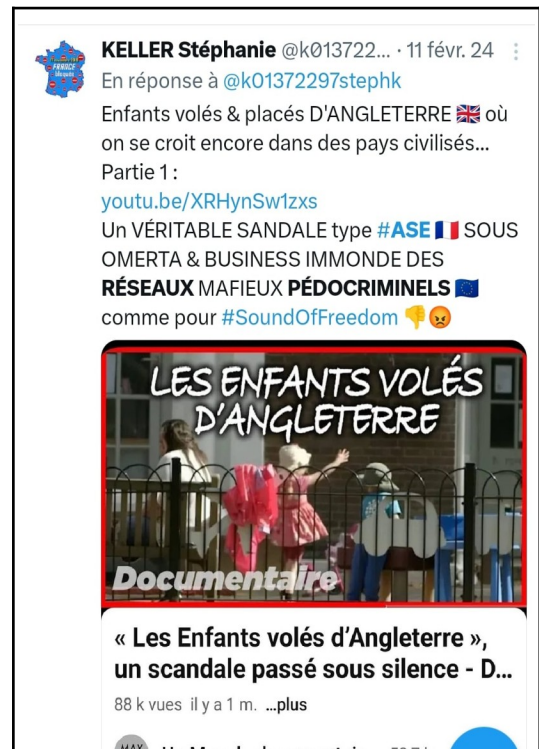 KELLER Stéphanie @k013722... · 11 févr. 24
En réponse à @k01372297stephk
Enfants volés & placés D'ANGLETERRE 🇬🇧 où
on se croit encore dans des pays civilisés...
Partie 1 :
youtu.be/XRHynSw1zxs
Un VÉRITABLE SANDALE type #ASE 🇫🇷 SOUS
OMERTA & BUSINESS IMMONDE DES
RÉSEAUX MAFIEUX PÉDOCRIMINELS 🇪🇺
comme pour #SoundOfFreedom 👎😡
LES ENFANTS VOLÉS
D'ANGLETERRE
Documentaire
« Les Enfants volés d'Angleterre »,
un scandale passé sous silence - D...
88 k vues il y a 1 m. ...plus